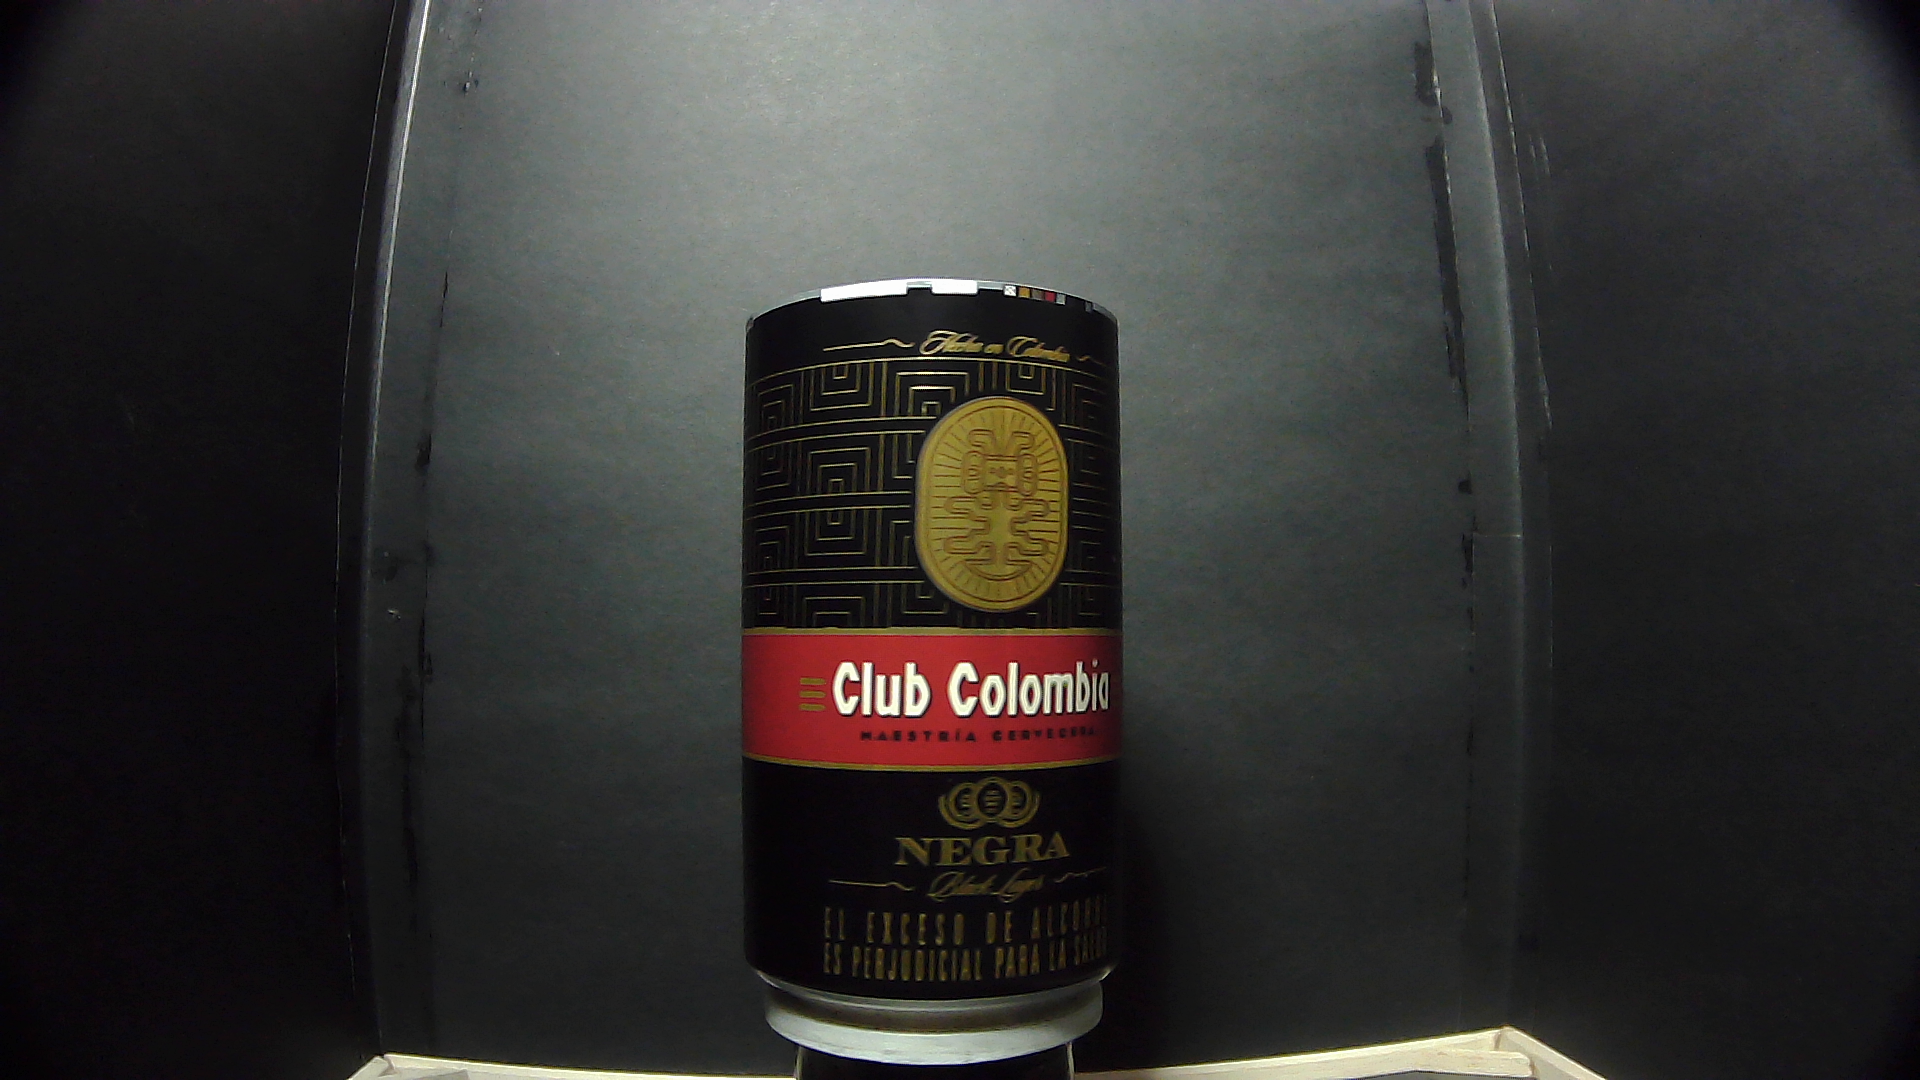 Hecho en Colombia
Club Colombia
MAESTRÍA CERVECERA
NEGRA
Black Lager
EL EXCESO DE ALCOHOL
ES PERJUDICIAL PARA LA SALUD